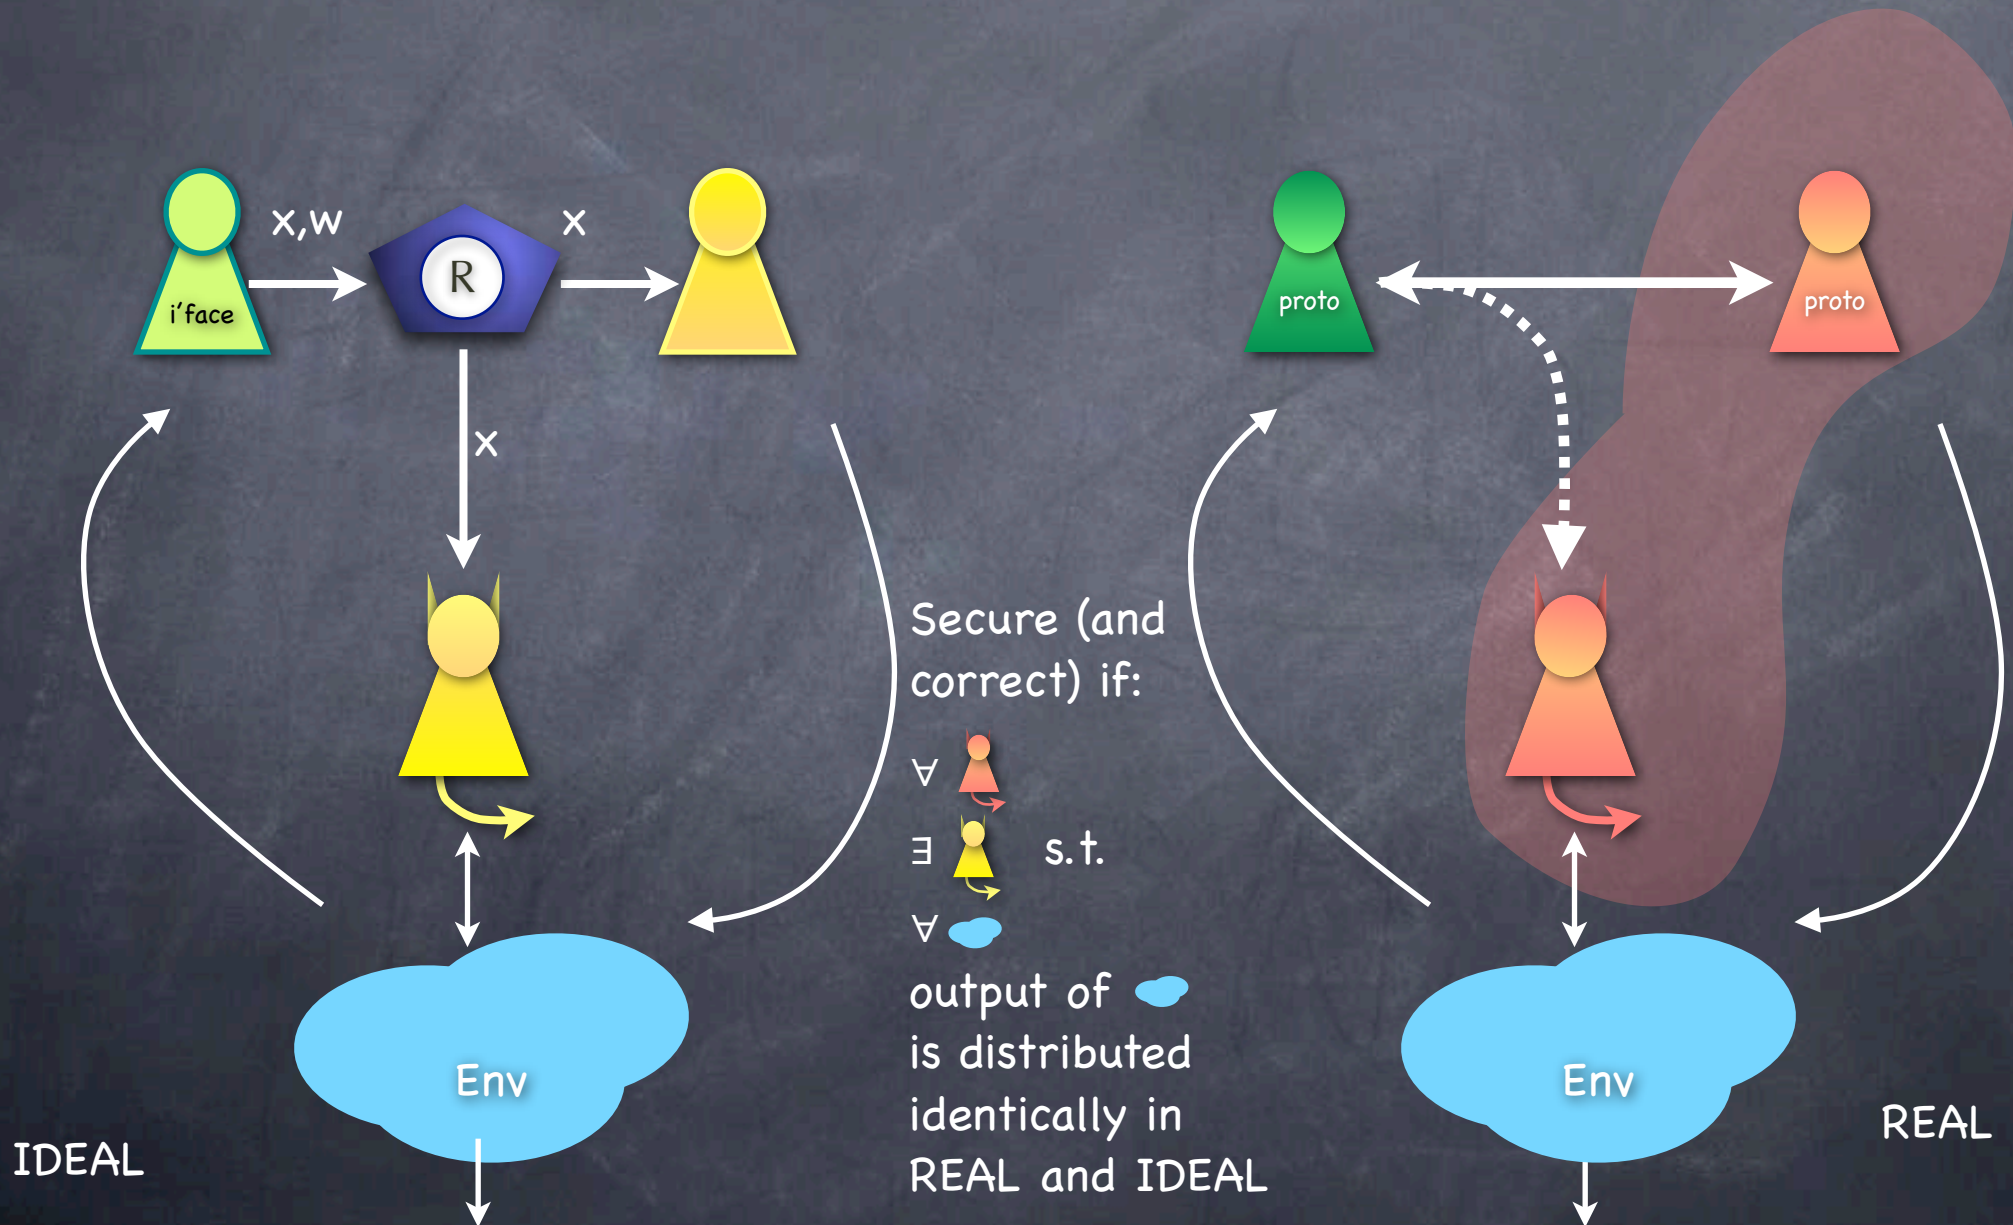 x,w
R
x
i'face
x
proto
proto
Secure (and
correct) if:
∀
∃ s.t.
∀
output of
is distributed
identically in
REAL and IDEAL
Env
IDEAL
Env
REAL